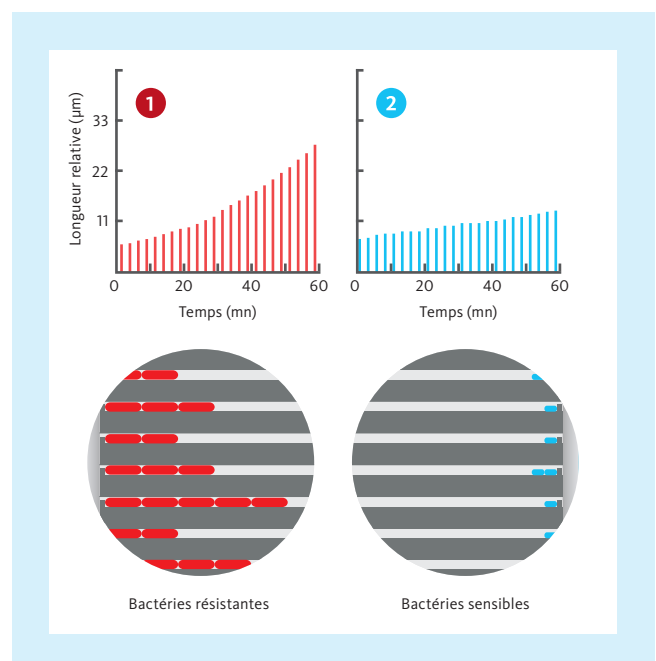 1
2
Longueur relative (µm)
33
22
11
0 20 40 60
0 20 40 60
Temps (mn)
Temps (mn)
Bactéries résistantes
Bactéries sensibles